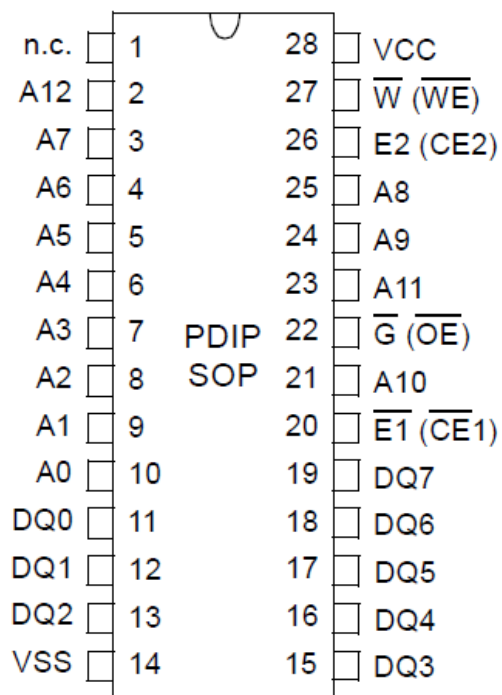 n.c. 1 28 VCC
A12 2 27 W (WE)
A7 3 26 E2 (CE2)
A6 4 25 A8
A5 5 24 A9
A4 6 23 A11
A3 7 PDIP 22 G (OE)
A2 8 SOP 21 A10
A1 9 20 E1 (CE1)
A0 10 19 DQ7
DQ0 11 18 DQ6
DQ1 12 17 DQ5
DQ2 13 16 DQ4
VSS 14 15 DQ3